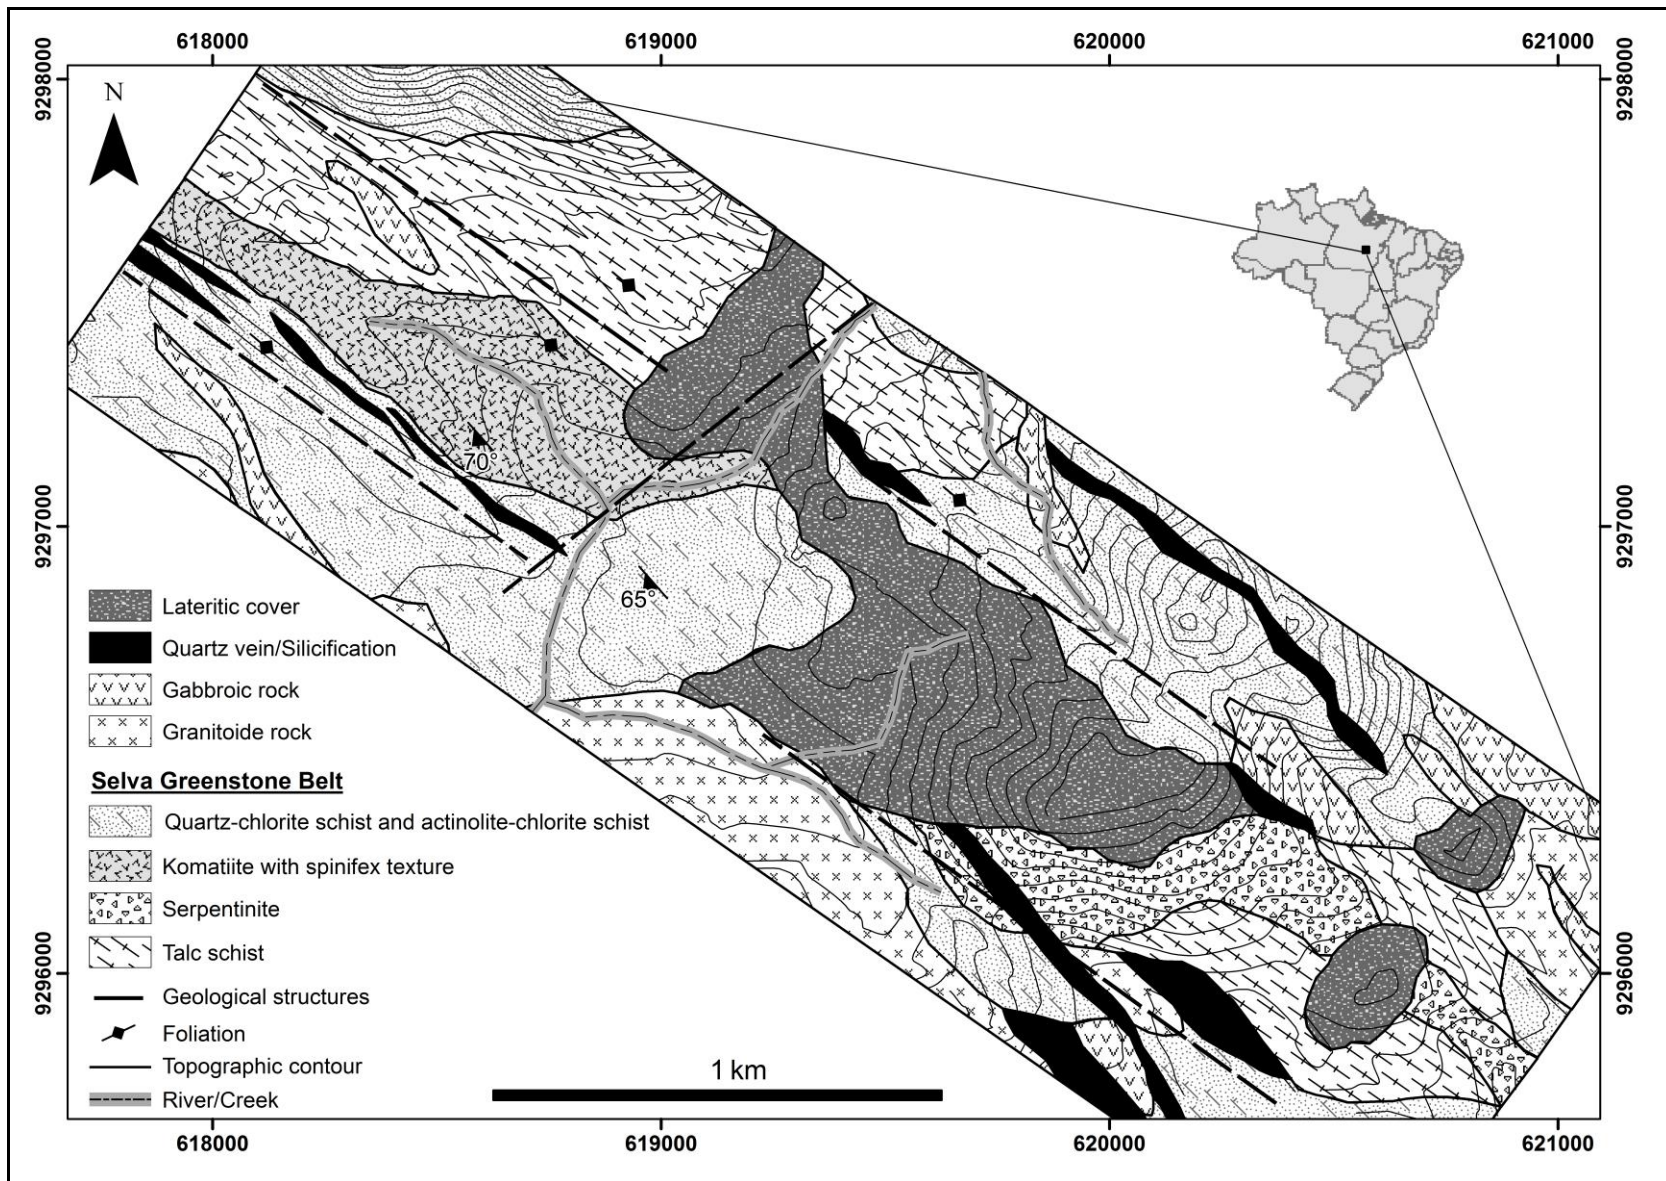 618000
619000
620000
621000
9298000
9298000
N
70°
9297000
9297000
65°
Lateritic cover
Quartz vein/Silicification
Gabbroic rock
Granitoide rock
Selva Greenstone Belt
Quartz-chlorite schist and actinolite-chlorite schist
Komatiite with spinifex texture
Serpentinite
Talc schist
9296000
9296000
Geological structures
Foliation
Topographic contour
1 km
River/Creek
618000
619000
620000
621000